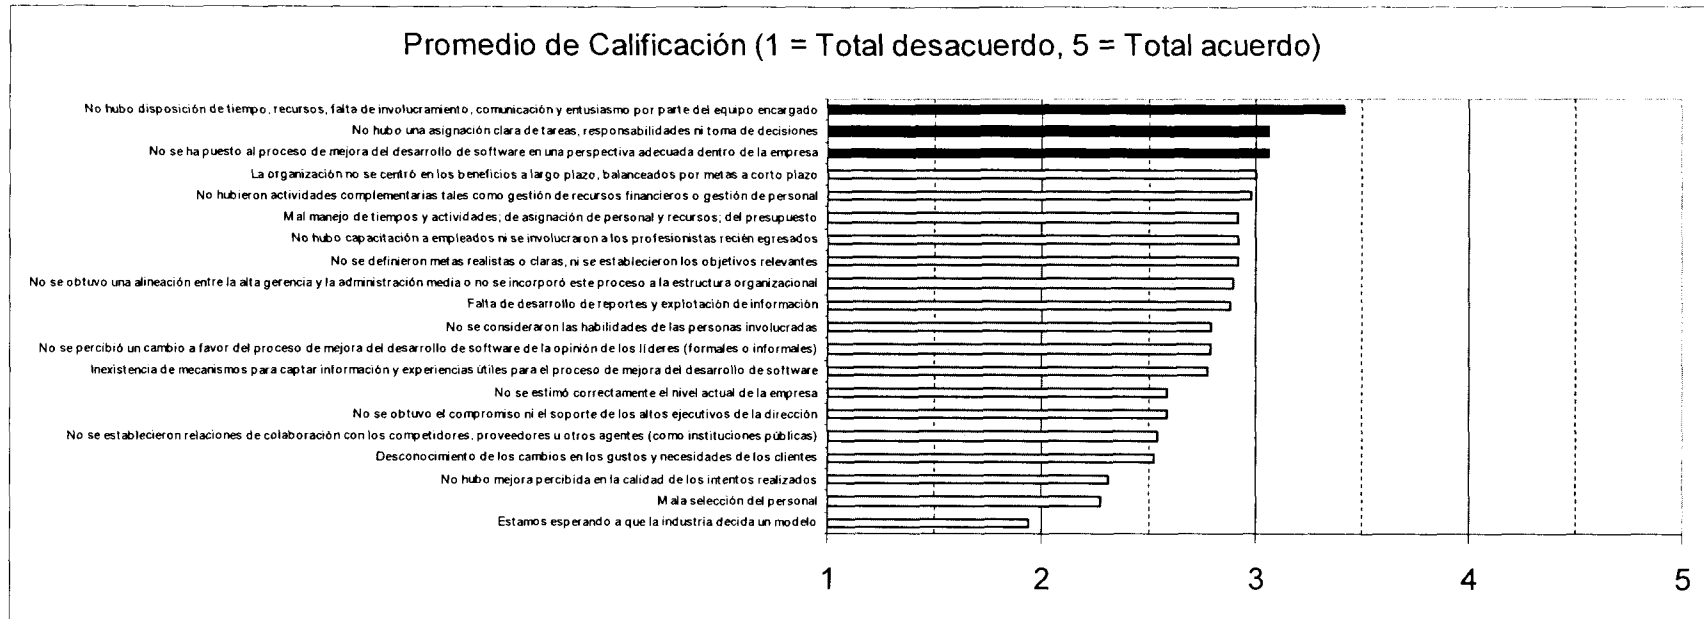 Promedio de Calificación (1 = Total desacuerdo, 5 = Total acuerdo)
No hubo disposición de tiempo, recursos, falta de involucramiento, comunicación y entusiasmo por parte del equipo encargado
No hubo una asignación clara de tareas, responsabilidades ni toma de decisiones
No se ha puesto al proceso de mejora del desarrollo de software en una perspectiva adecuada dentro de la empresa
La organización no se centró en los beneficios a largo plazo, balanceados por metas a corto plazo
No hubieron actividades complementarias tales como gestión de recursos financieros o gestión de personal
Mal manejo de tiempos y actividades; de asignación de personal y recursos; del presupuesto
No hubo capacitación a empleados ni se involucraron a los profesionistas recién egresados
No se definieron metas realistas o claras, ni se establecieron los objetivos relevantes
No se obtuvo una alineación entre la alta gerencia y la administración media o no se incorporó este proceso a la estructura organizacional
Falta de desarrollo de reportes y explotación de información
No se consideraron las habilidades de las personas involucradas
No se percibió un cambio a favor del proceso de mejora del desarrollo de software de la opinión de los líderes (formales o informales)
Inexistencia de mecanismos para captar información y experiencias útiles para el proceso de mejora del desarrollo de software
No se estimó correctamente el nivel actual de la empresa
No se obtuvo el compromiso ni el soporte de los altos ejecutivos de la dirección
No se establecieron relaciones de colaboración con los competidores, proveedores u otros agentes (como instituciones públicas)
Desconocimiento de los cambios en los gustos y necesidades de los clientes
No hubo mejora percibida en la calidad de los intentos realizados
Mala selección del personal
Estamos esperando a que la industria decida un modelo
1 2 3 4 5